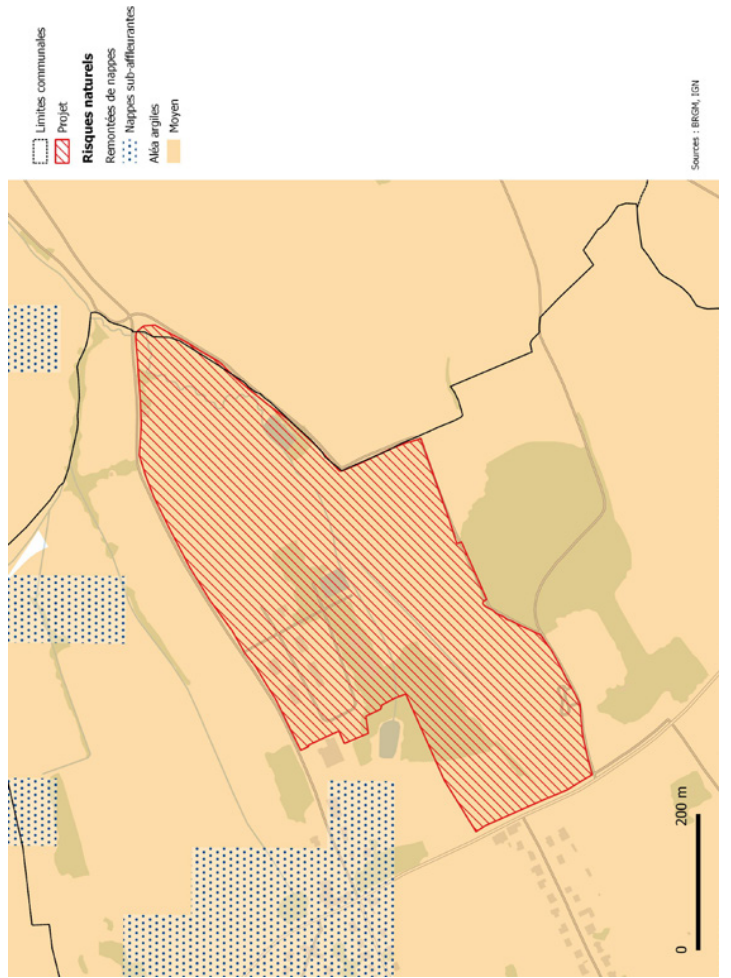 Limites communales
Projet
Risques naturels
Remontées de nappes
Nappes sub-affleurantes
Aléa argiles
Moyen
Sources : BRGM, IGN
0
200 m